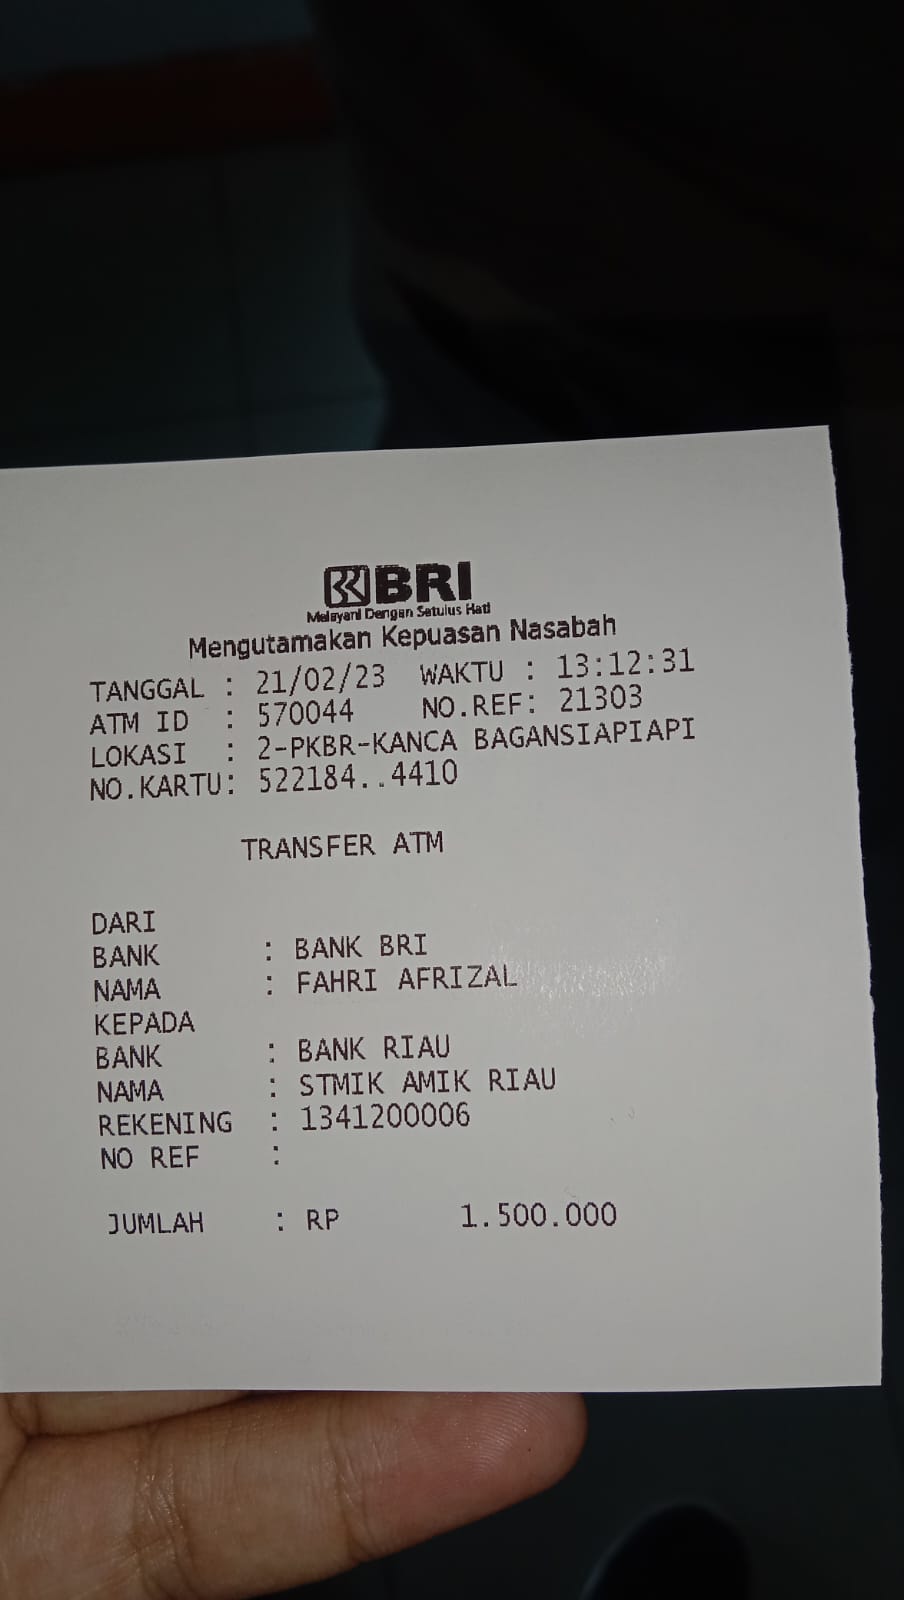 BRI
Melayani Dengan Setulus Hati
Mengutamakan Kepuasan Nasabah
TANGGAL : 21/02/23 WAKTU : 13:12:31
ATM ID : 570044 NO.REF: 21303
LOKASI : 2-PKBR-KANCA BAGANSIAPIAPI
NO.KARTU: 522184..4410
TRANSFER ATM
DARI
BANK : BANK BRI
NAMA : FAHRI AFRIZAL
KEPADA
BANK : BANK RIAU
NAMA : STMIK AMIK RIAU
REKENING : 1341200006
NO REF :
JUMLAH : RP 1.500.000